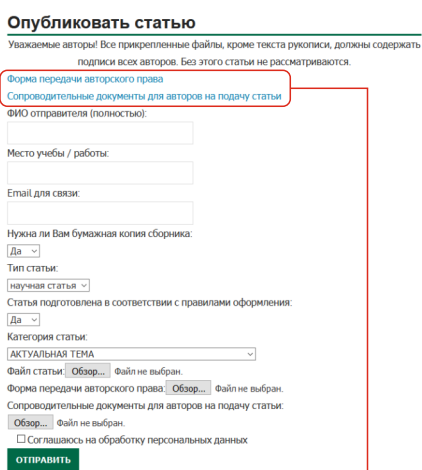 Опубликовать статью
Уважаемые авторы! Все прикрепленные файлы, кроме текста рукописи, должны содержать
подписи всех авторов. Без этого статьи не рассматриваются.
Форма передачи авторского права
Сопроводительные документы для авторов на подачу статьи
ФИО отправителя (полностью):
Место учебы / работы:
Email для связи:
Нужна ли Вам бумажная копия сборника:
Да
Тип статьи:
научная статья
Статья подготовлена в соответствии с правилами оформления:
Да
Категория статьи:
АКТУАЛЬНАЯ ТЕМА
Файл статьи: Обзор... Файл не выбран.
Форма передачи авторского права: Обзор... Файл не выбран.
Сопроводительные документы для авторов на подачу статьи:
Обзор... Файл не выбран.
Соглашаюсь на обработку персональных данных
ОТПРАВИТЬ